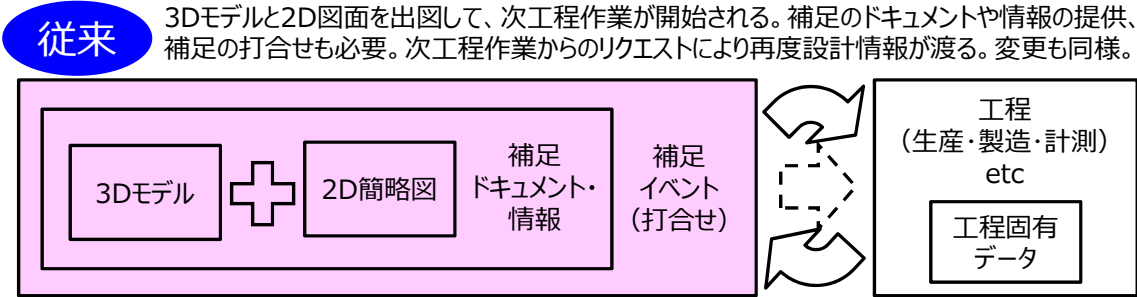 従来
3Dモデルと2D図面を出図して、次工程作業が開始される。補足のドキュメントや情報の提供、
補足の打合せも必要。次工程作業からのリクエストにより再度設計情報が渡る。変更も同様。
3Dモデル
2D簡略図
補足
ドキュメント・
情報
補足
イベント
（打合せ）
工程
（生産・製造・計測）
etc
工程固有
データ